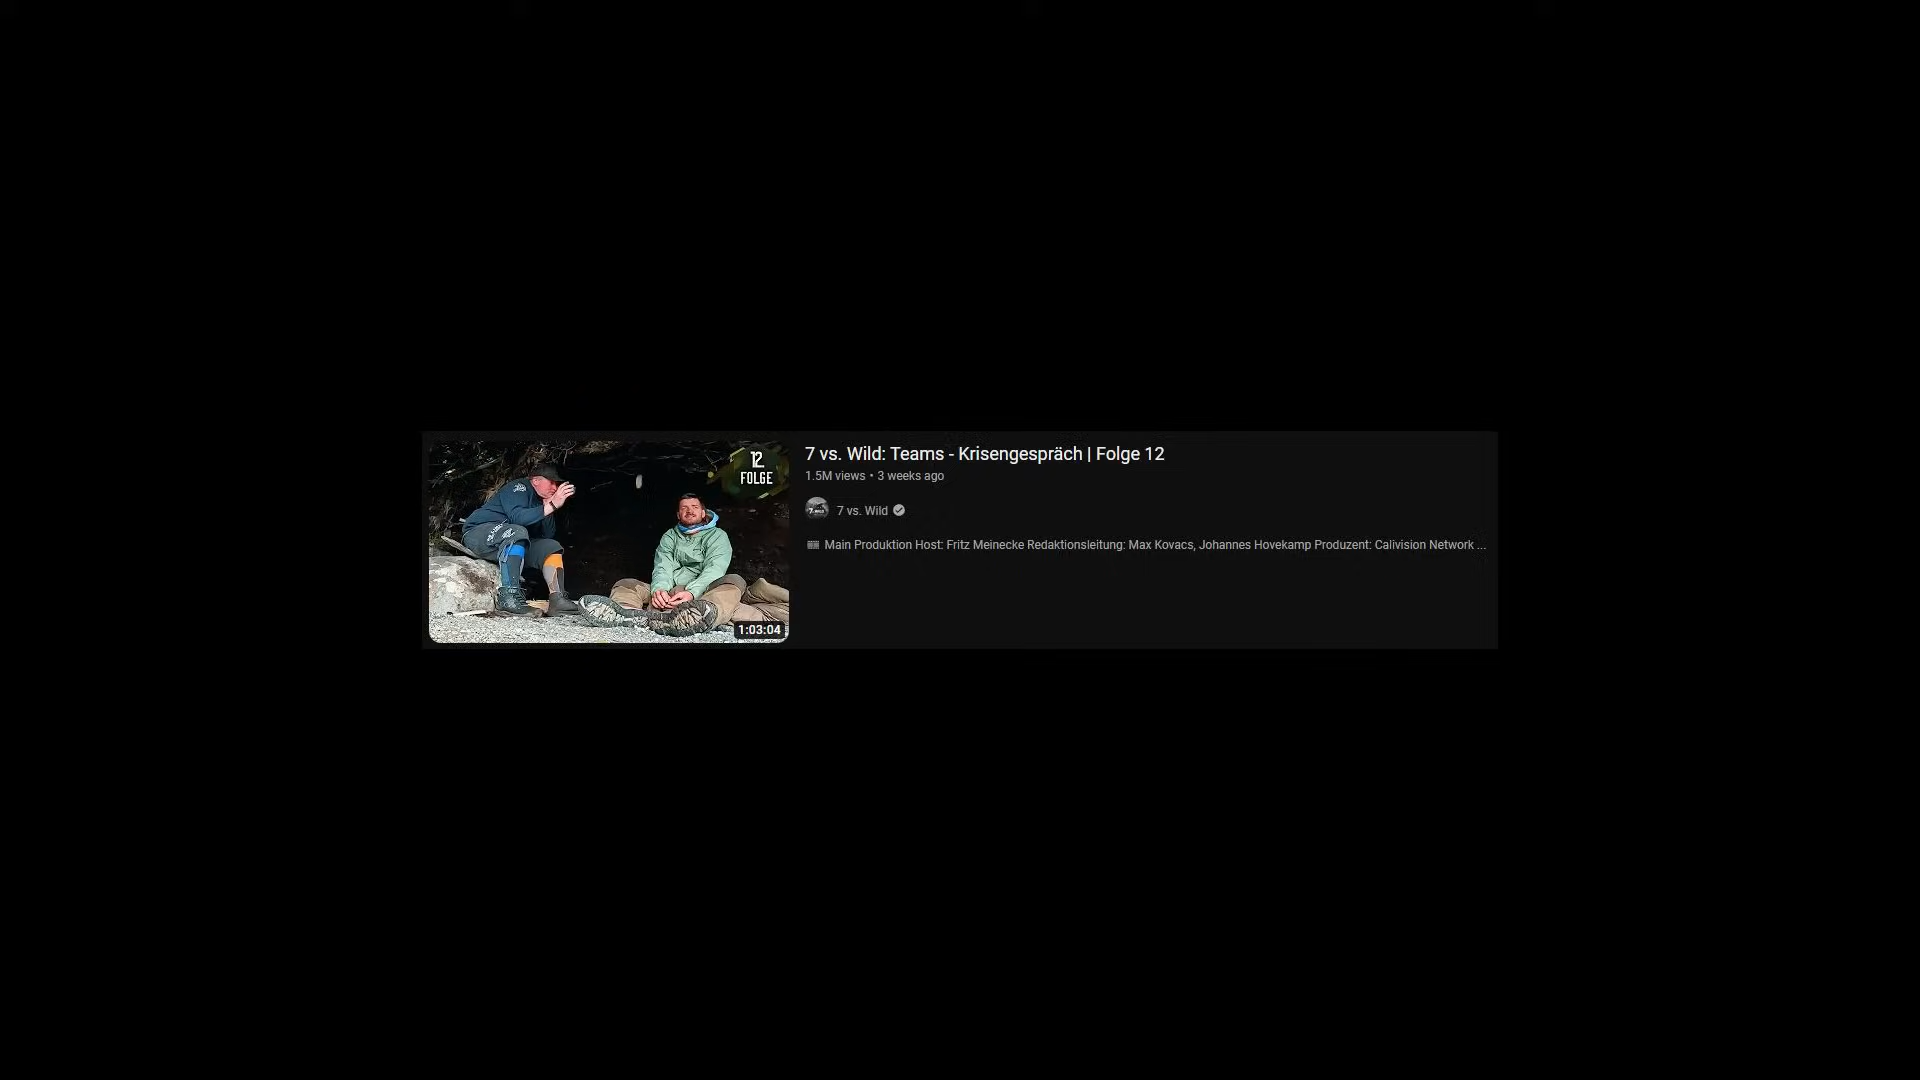 12
FOLGE
1:03:04
7 vs. Wild: Teams - Krisengespräch | Folge 12
1.5M views • 3 weeks ago
7 vs. Wild
Main Produktion Host: Fritz Meinecke Redaktionsleitung: Max Kovacs, Johannes Hovekamp Produzent: Calivision Network ...